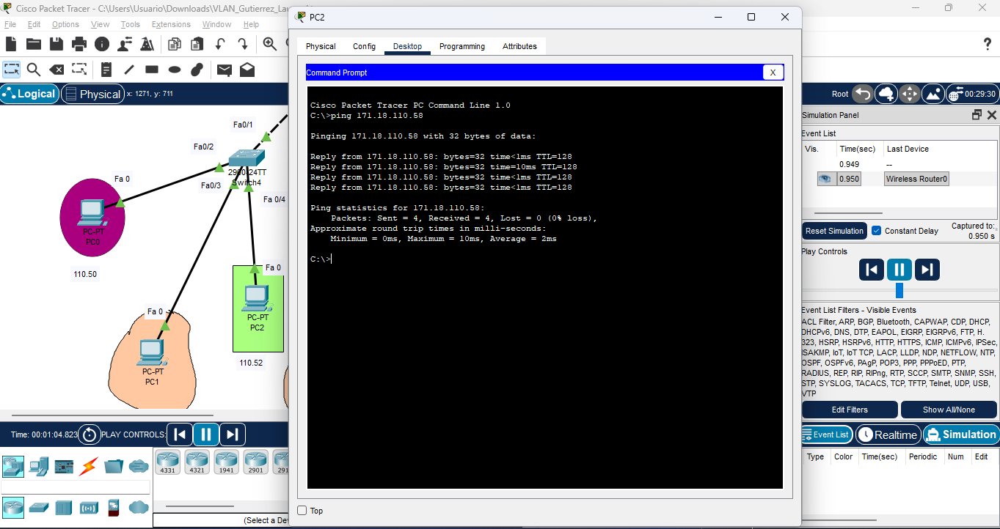 Cisco Packet Tracer - C:\Users\Usuario\Downloads\VLAN_Gutierrez_
File Edit Options View Tools Extensions Window Help
Logical Physical x: 1271, y: 711
Root 00:29:30
PC2
Physical Config Desktop Programming Attributes
Command Prompt
X
Cisco Packet Tracer PC Command Line 1.0
C:\>ping 171.18.110.58
Pinging 171.18.110.58 with 32 bytes of data:
Reply from 171.18.110.58: bytes=32 time<1ms TTL=128
Reply from 171.18.110.58: bytes=32 time=10ms TTL=128
Reply from 171.18.110.58: bytes=32 time<1ms TTL=128
Reply from 171.18.110.58: bytes=32 time<1ms TTL=128
Ping statistics for 171.18.110.58:
Packets: Sent = 4, Received = 4, Lost = 0 (0% loss),
Approximate round trip times in milli-seconds:
Minimum = 0ms, Maximum = 10ms, Average = 2ms
C:\>
Top
Fa0/1
Fa0/2
2960-24TT
Switch4
Fa0/3
Fa 0/4
Fa 0
PC-PT
PC0
110.50
Fa 0
PC-PT
PC2
110.52
Fa 0
PC-PT
PC1
Simulation Panel
Event List
Vis. Time(sec) Last Device
0.949 --
0.950 Wireless Router0
Reset Simulation Constant Delay Captured to:
0.950 s
Play Controls
Event List Filters - Visible Events
ACL Filter, ARP, BGP, Bluetooth, CAPWAP, CDP, DHCP,
DHCPv6, DNS, DTP, EAPOL, EIGRP, EIGRPv6, FTP, H.
323, HSRP, HSRPv6, HTTP, HTTPS, ICMP, ICMPv6, IPSec,
ISAKMP, IoT, IoT TCP, LACP, LLDP, NDP, NETFLOW, NTP,
OSPF, OSPFv6, PAgP, POP3, PPP, PPPoED, PTP,
RADIUS, REP, RIP, RIPng, RTP, SCCP, SMTP, SNMP, SSH,
STP, SYSLOG, TACACS, TCP, TFTP, Telnet, UDP, USB,
VTP
Edit Filters Show All/None
Time: 00:01:04.823 PLAY CONTROLS:
Event List Realtime Simulation
4331 4321 1941 2901
Type Color Time(sec) Periodic Num Edit
(Select a